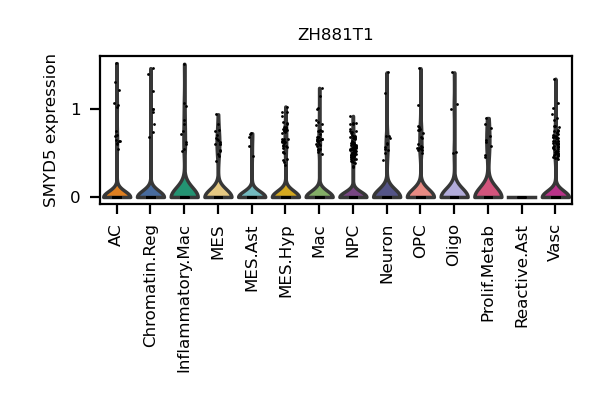 ZH881T1
SMYD5 expression
1
0
AC
Chromatin.Reg
Inflammatory.Mac
MES
MES.Ast
MES.Hyp
Mac
NPC
Neuron
OPC
Oligo
Prolif.Metab
Reactive.Ast
Vasc